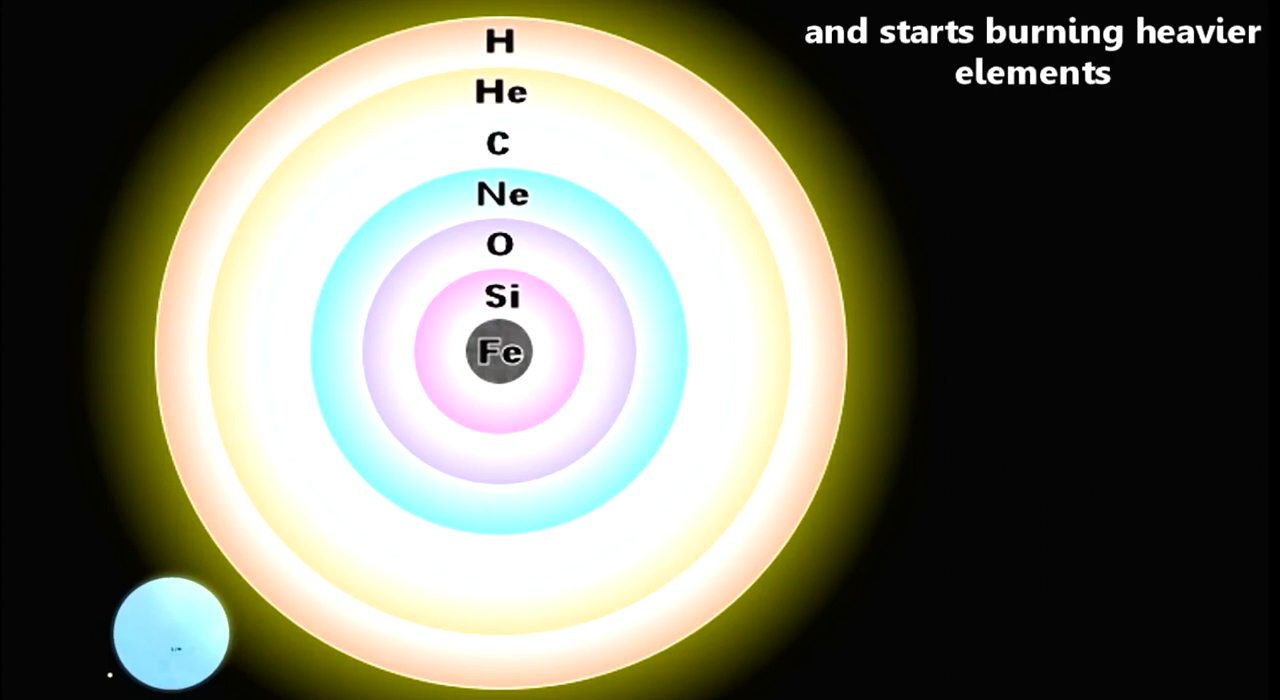 and starts burning heavier
elements
H
He
C
Ne
O
Si
Fe